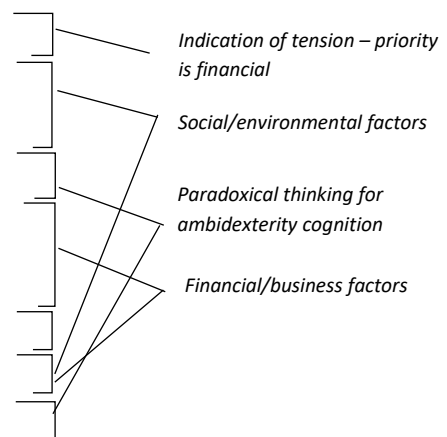 Indication of tension – priority
is financial
Social/environmental factors
Paradoxical thinking for
ambidexterity cognition
Financial/business factors